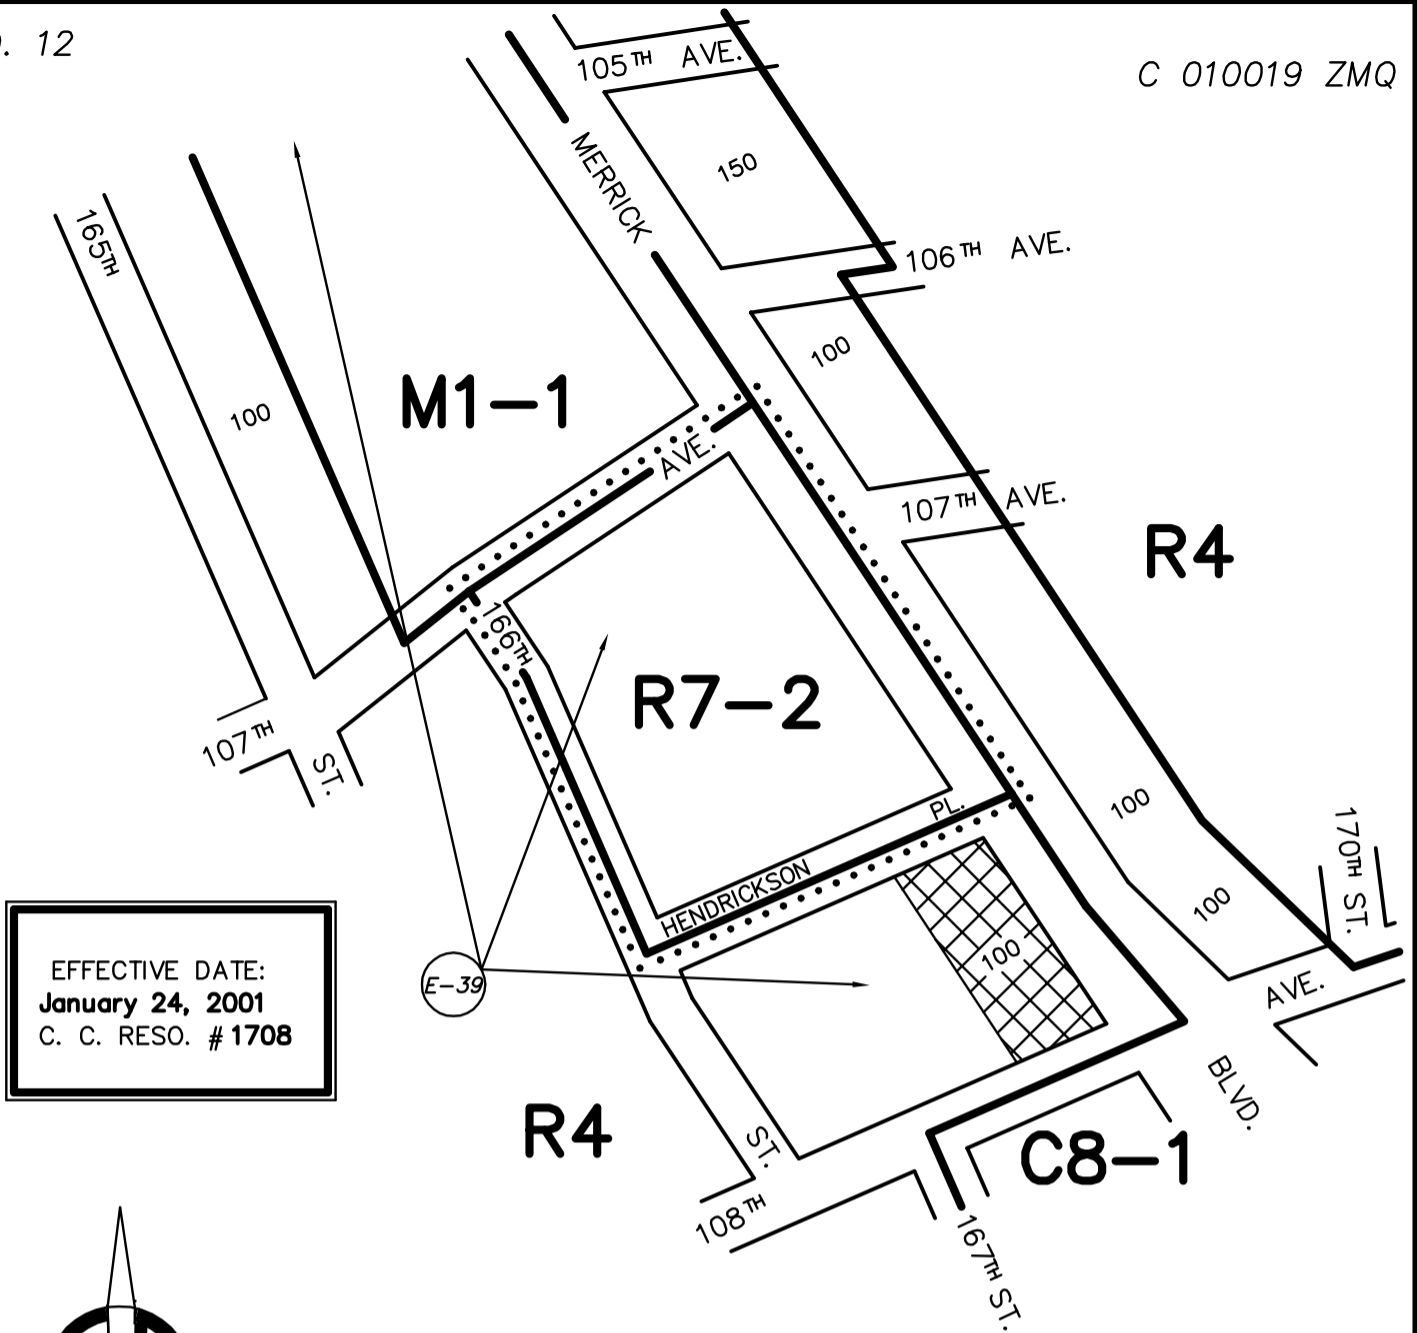 . 12
C 010019 ZMQ
105TH AVE.
150
MERRICK
106TH AVE.
165TH
100
100
M1-1
AVE.
107TH AVE.
R4
166TH
R7-2
107TH
ST.
100
PL.
HENDRICKSON
170TH ST.
100
100
E-39
AVE.
EFFECTIVE DATE:
January 24, 2001
C. C. RESO. # 1708
BLVD.
R4
ST.
C8-1
108TH
167TH ST.